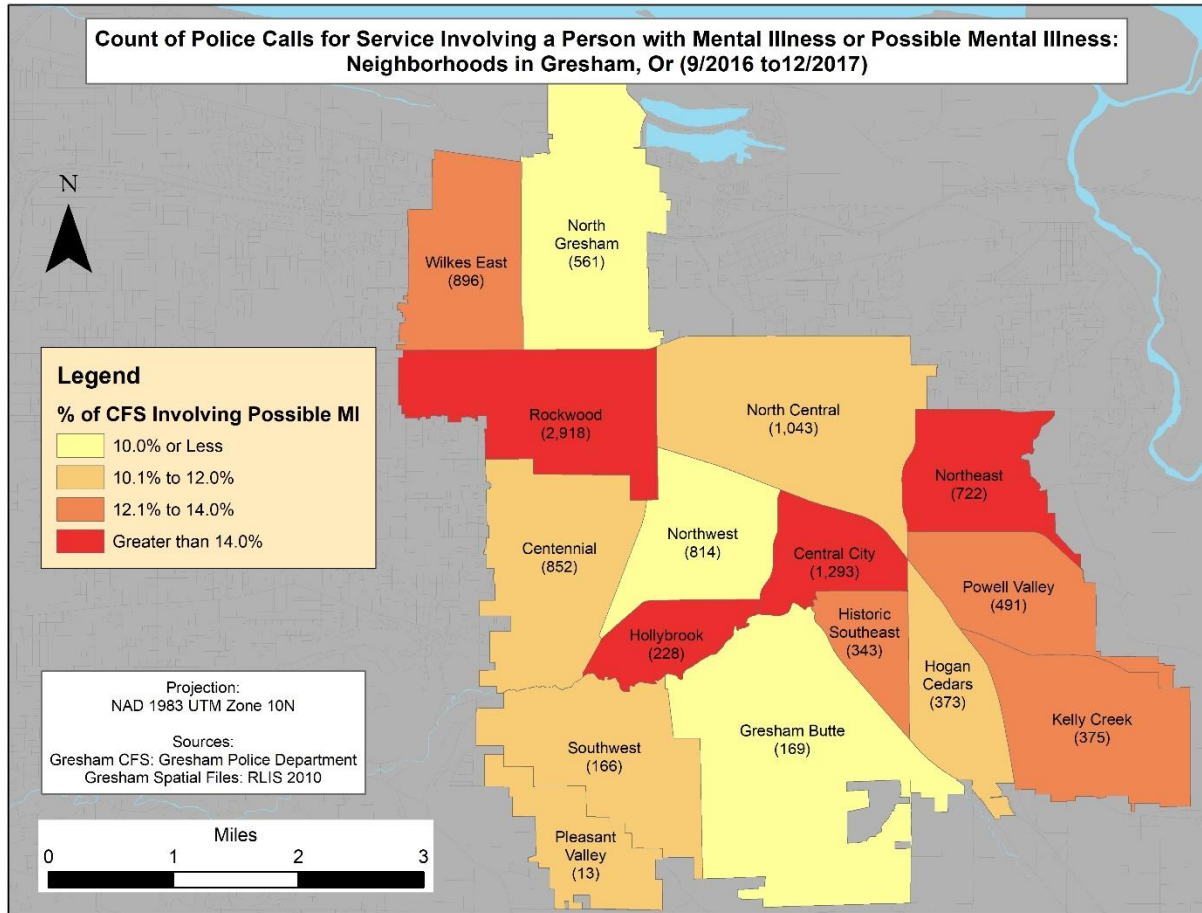 Count of Police Calls for Service Involving a Person with Mental Illness or Possible Mental Illness:
Neighborhoods in Gresham, Or (9/2016 to12/2017)
N
North
Gresham
(561)
Wilkes East
(896)
Legend
% of CFS Involving Possible MI
10.0% or Less
10.1% to 12.0%
12.1% to 14.0%
Greater than 14.0%
Rockwood
(2,918)
North Central
(1,043)
Northeast
(722)
Centennial
(852)
Northwest
(814)
Central City
(1,293)
Powell Valley
(491)
Hollybrook
(228)
Historic
Southeast
(343)
Hogan
Cedars
(373)
Kelly Creek
(375)
Gresham Butte
(169)
Southwest
(166)
Pleasant
Valley
(13)
Projection:
NAD 1983 UTM Zone 10N
Sources:
Gresham CFS: Gresham Police Department
Gresham Spatial Files: RLIS 2010
Miles
0 1 2 3